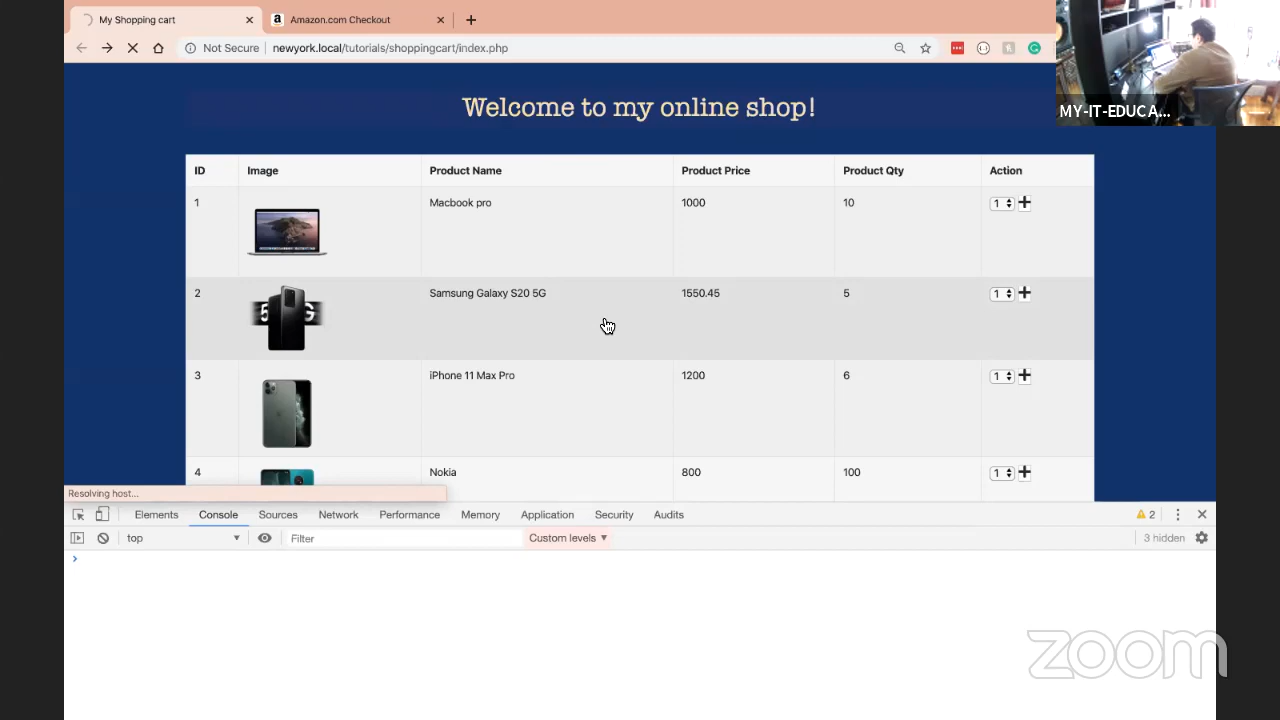 My Shopping cart
Amazon.com Checkout
Not Secure newyork.local/tutorials/shoppingcart/index.php
MY-IT-EDUCA...
Welcome to my online shop!
ID Image Product Name Product Price Product Qty Action
1 Macbook pro 1000 10 1
2 Samsung Galaxy S20 5G 1550.45 5 1
3 iPhone 11 Max Pro 1200 6 1
4 Nokia 800 100 1
Resolving host...
Elements Console Sources Network Performance Memory Application Security Audits 2
top Filter Custom levels 3 hidden
zoom